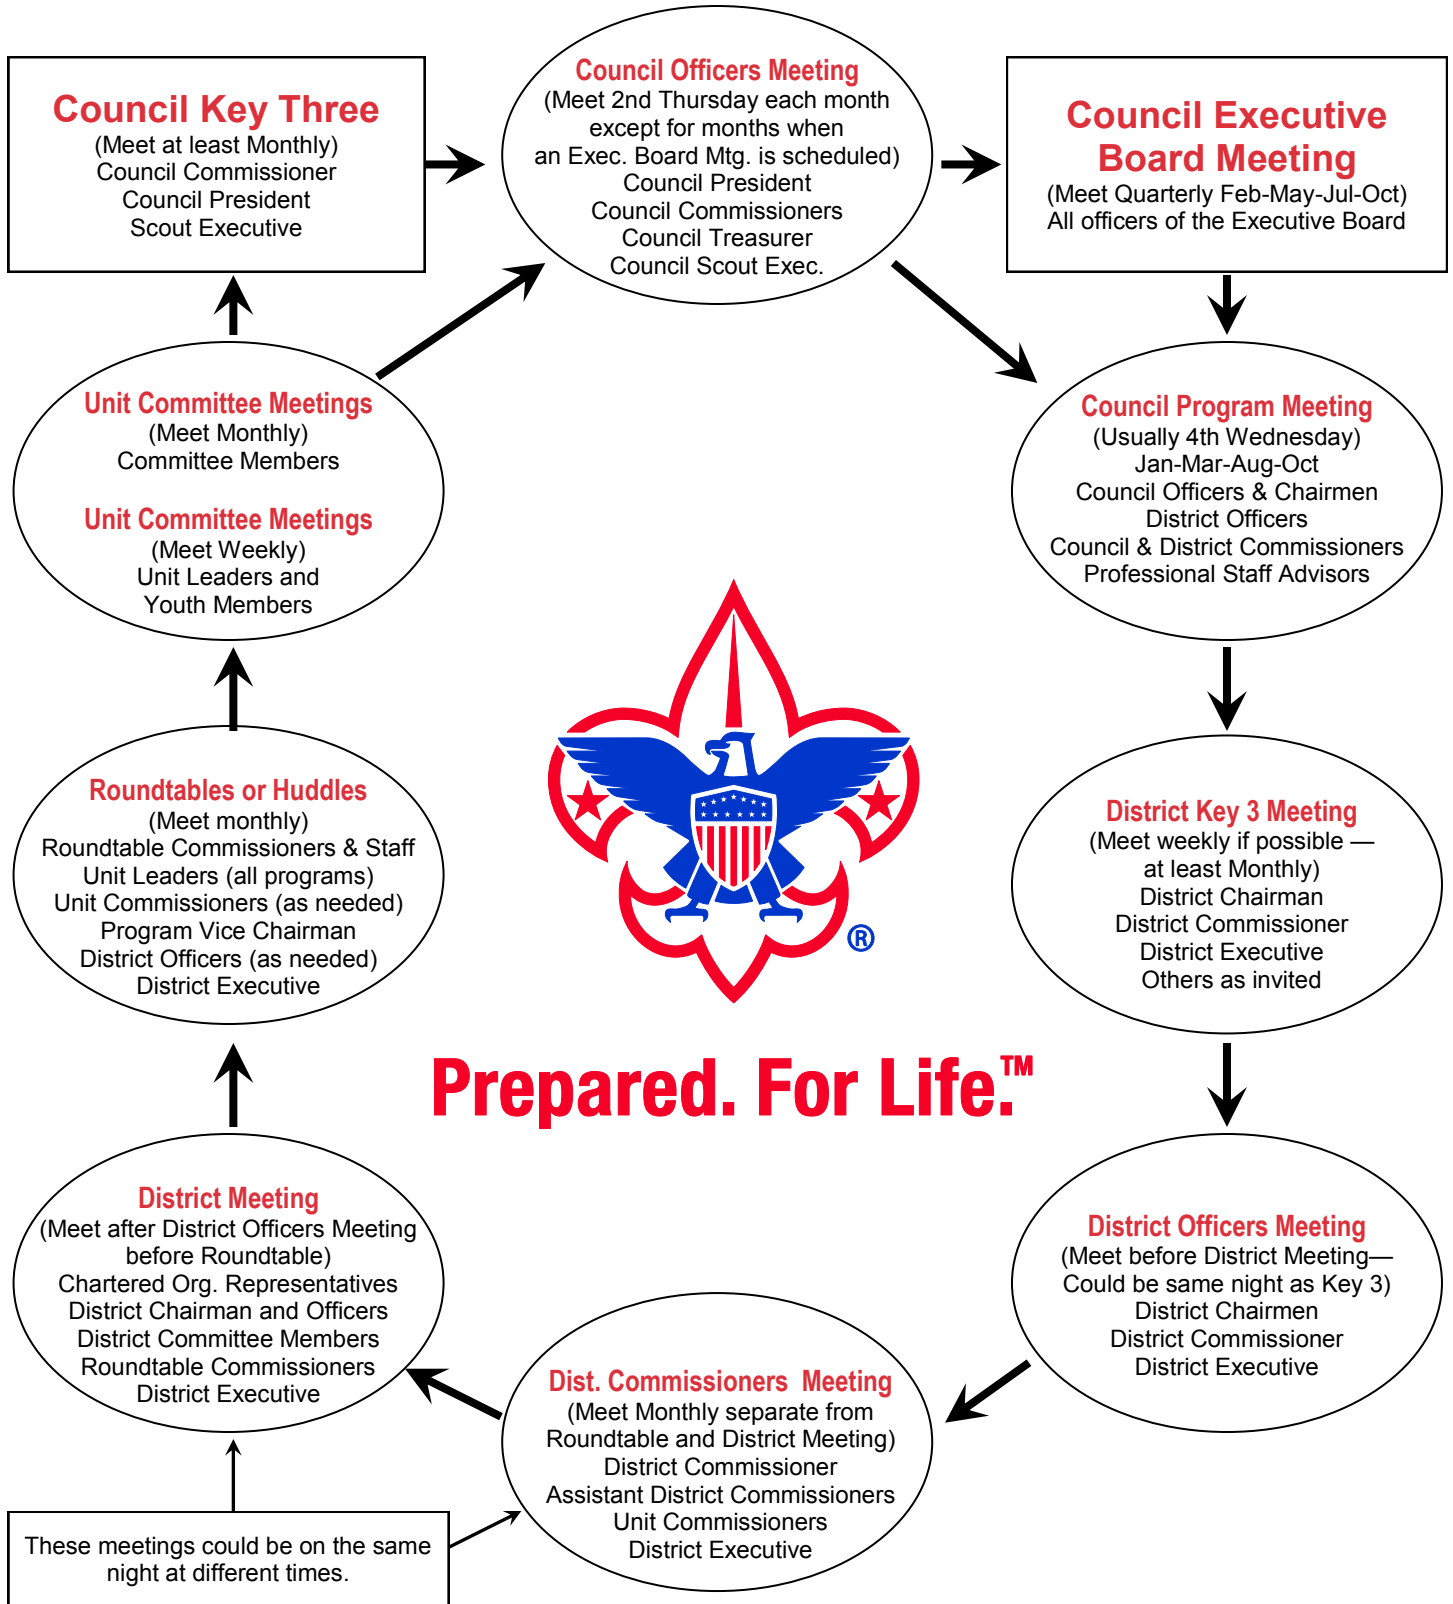 Council Key Three
(Meet at least Monthly)
Council Commissioner
Council President
Scout Executive
Council Officers Meeting
(Meet 2nd Thursday each month
except for months when
an Exec. Board Mtg. is scheduled)
Council President
Council Commissioners
Council Treasurer
Council Scout Exec.
Council Executive
Board Meeting
(Meet Quarterly Feb-May-Jul-Oct)
All officers of the Executive Board
Council Program Meeting
(Usually 4th Wednesday)
Jan-Mar-Aug-Oct
Council Officers & Chairmen
District Officers
Council & District Commissioners
Professional Staff Advisors
District Key 3 Meeting
(Meet weekly if possible —
at least Monthly)
District Chairman
District Commissioner
District Executive
Others as invited
District Officers Meeting
(Meet before District Meeting—
Could be same night as Key 3)
District Chairmen
District Commissioner
District Executive
Dist. Commissioners  Meeting
(Meet Monthly separate from
Roundtable and District Meeting)
District Commissioner
Assistant District Commissioners
Unit Commissioners
District Executive
District Meeting
(Meet after District Officers Meeting
before Roundtable)
Chartered Org. Representatives
District Chairman and Officers
District Committee Members
Roundtable Commissioners
District Executive
These meetings could be on the same
night at different times.
Roundtables or Huddles
(Meet monthly)
Roundtable Commissioners & Staff
Unit Leaders (all programs)
Unit Commissioners (as needed)
Program Vice Chairman
District Officers (as needed)
District Executive
Unit Committee Meetings
(Meet Monthly)
Committee Members
Unit Committee Meetings
(Meet Weekly)
Unit Leaders and
Youth Members
®
Prepared. For Life.™